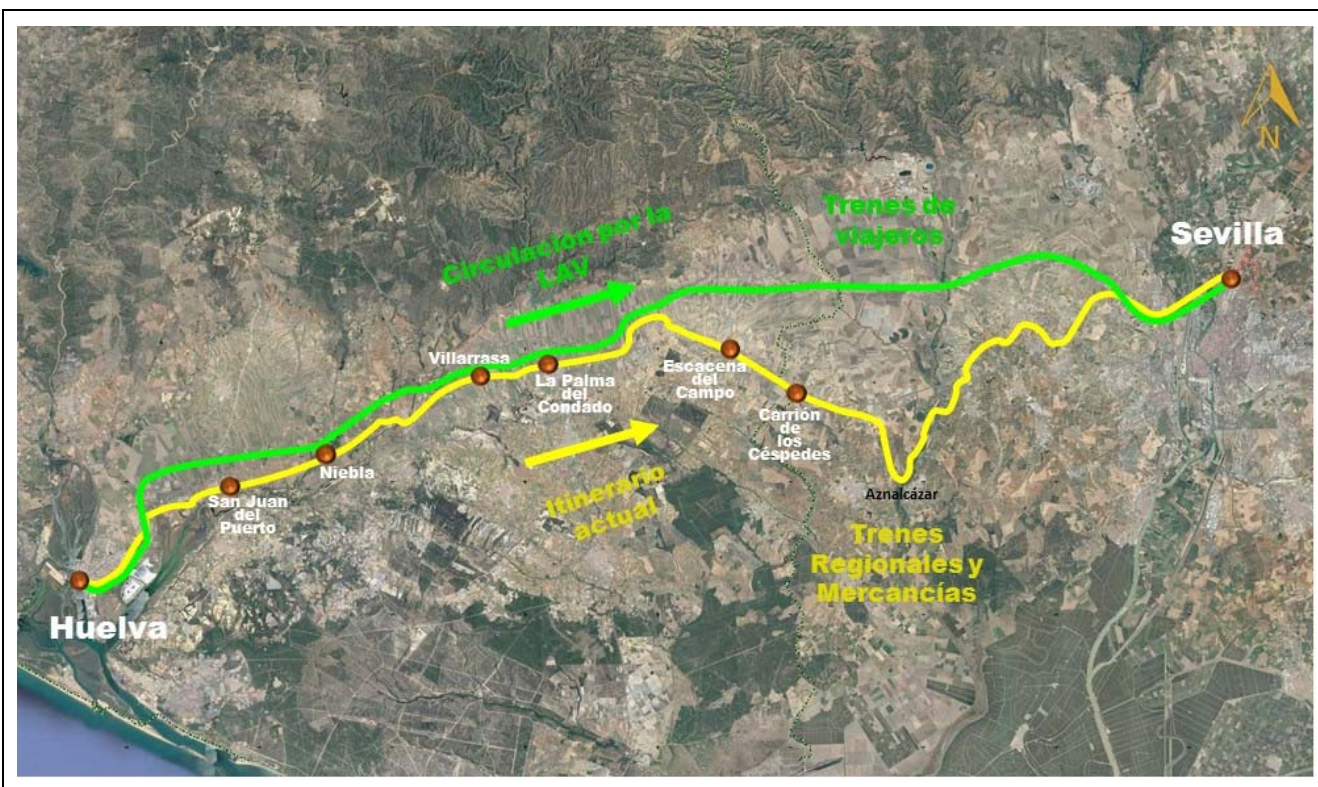 N
Trenes de
viajeros
Sevilla
Circulación por la
LAV
Villarrasa
La Palma
del
Condado
Escacena
del
Campo
Carrión
de
los
Céspedes
Niebla
San Juan
del
Puerto
Itinerario
actual
Aznalcázar
Trenes
Regionales y
Mercancías
Huelva